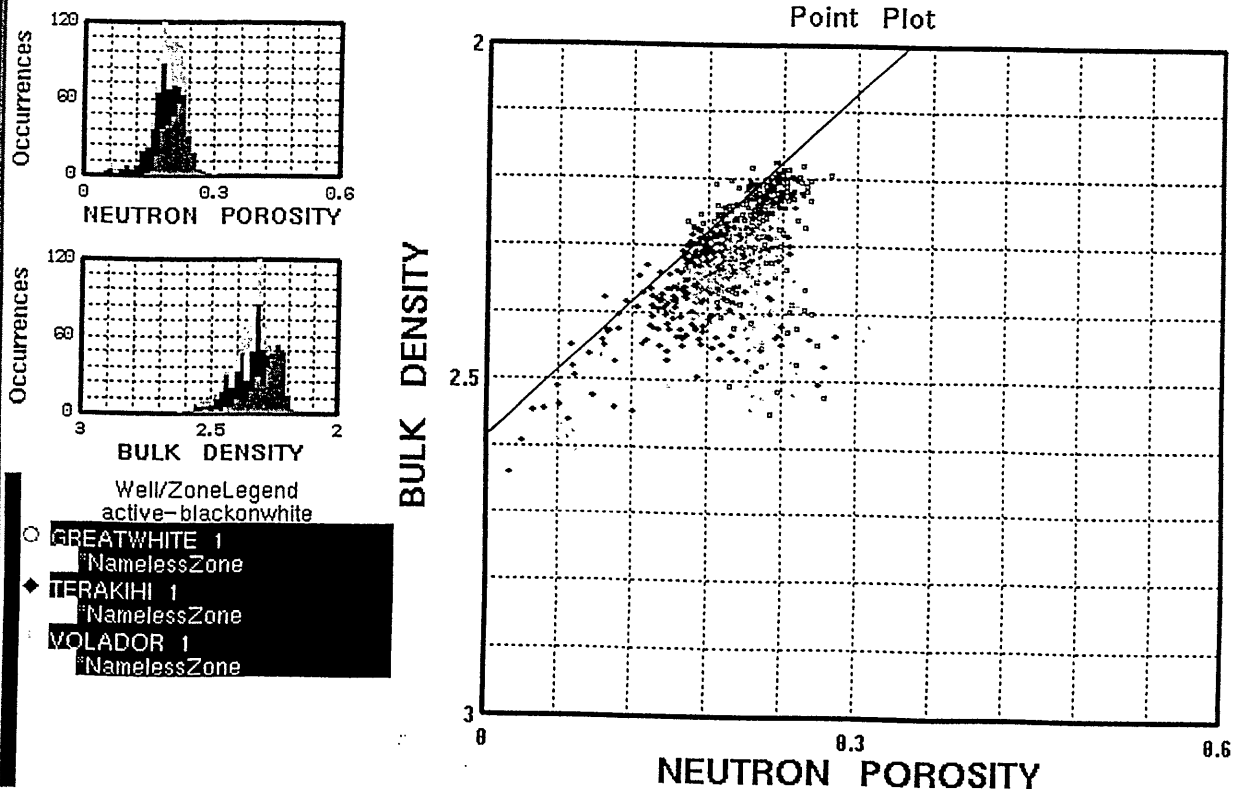 120
Occurrences
60
0
0
0.3
0.6
NEUTRON POROSITY
120
Occurrences
60
0
3
2.5
2
BULK DENSITY
Well/ZoneLegend
active-blackonwhite
GREATWHITE 1
*NamelessZone
TERAKIHI 1
*NamelessZone
VOLADOR 1
*NamelessZone
Point Plot
2
BULK DENSITY
2.5
3
0
0.3
0.6
NEUTRON POROSITY